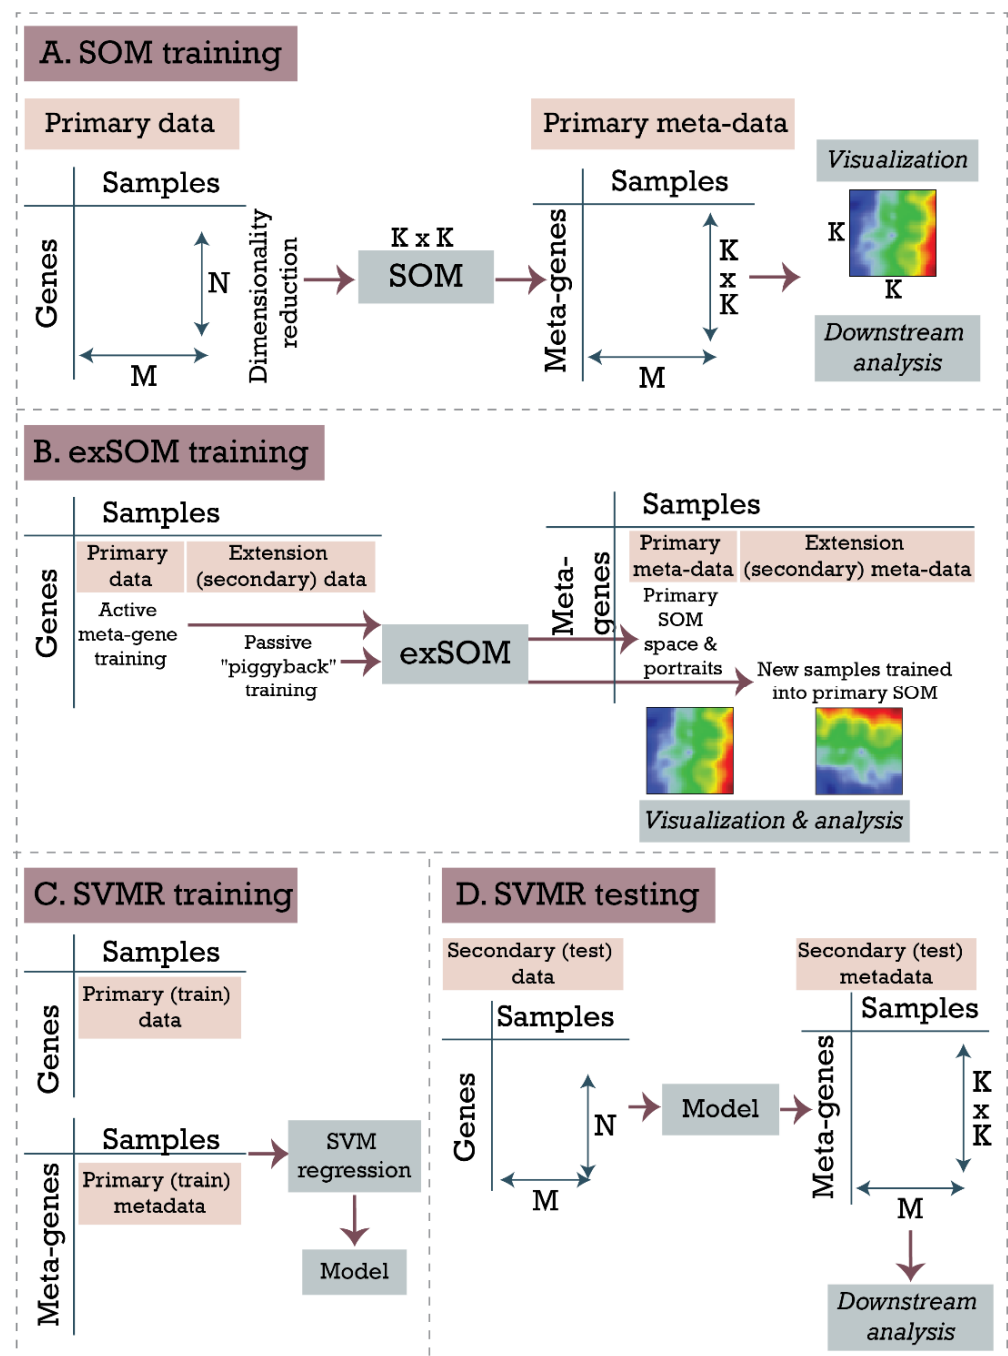 A. SOM training
Primary data
Samples
Genes
N
M
Dimensionality
reduction
K x K
SOM
Primary meta-data
Samples
Meta-genes
K
x
K
M
Visualization
K
K
Downstream
analysis
B. exSOM training
Samples
Genes
Primary
data
Extension
(secondary) data
Active
meta-gene
training
Passive
"piggyback"
training
exSOM
Samples
Meta-
genes
Primary
meta-data
Extension
(secondary) meta-data
Primary
SOM
space &
portraits
New samples trained
into primary SOM
Visualization & analysis
C. SVMR training
Samples
Genes
Primary (train)
data
Samples
Meta-genes
Primary (train)
metadata
SVM
regression
Model
D. SVMR testing
Secondary (test)
data
Samples
Genes
N
M
Model
Secondary (test)
metadata
Samples
Meta-genes
K
x
K
M
Downstream
analysis